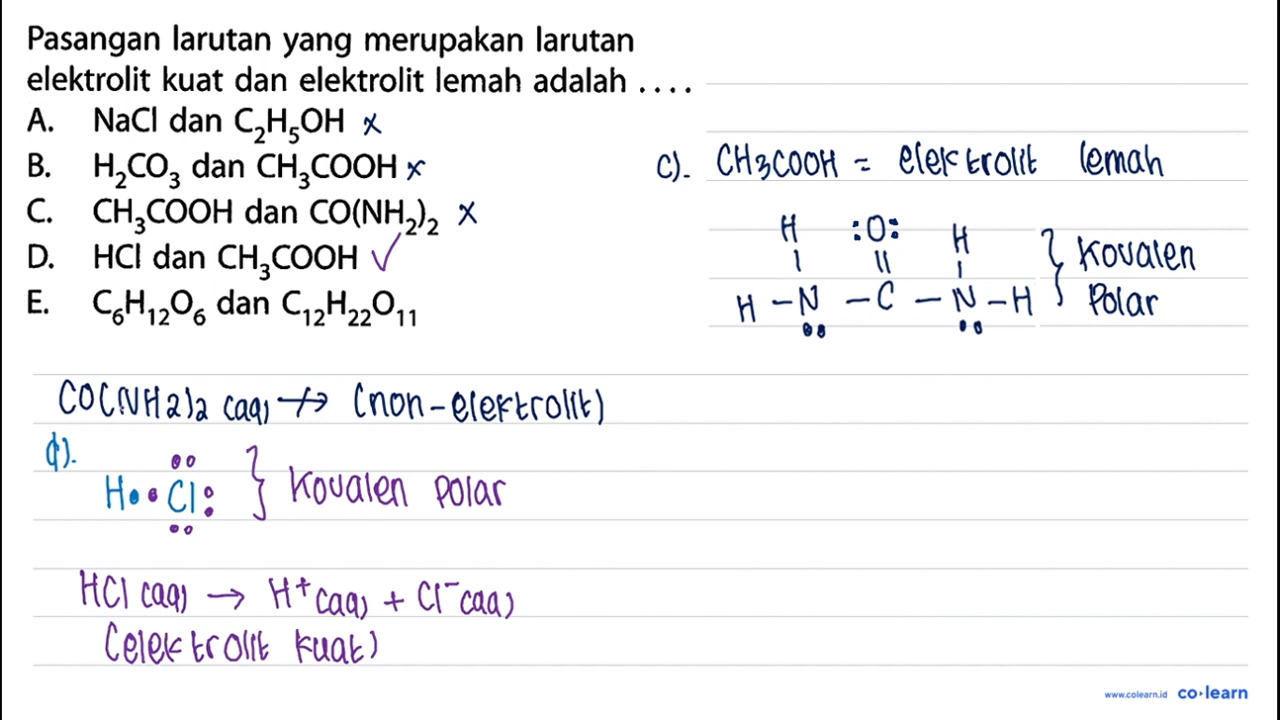 Pasangan larutan yang merupakan larutan
elektrolit kuat dan elektrolit lemah adalah ....
A. NaCl dan C₂H₅OH x
B. H₂CO₃ dan CH₃COOH x
C. CH₃COOH dan CO(NH₂)₂ x
D. HCl dan CH₃COOH ✓
E. C₆H₁₂O₆ dan C₁₂H₂₂O₁₁
c). CH3COOH = elektrolit lemah
H :O: H
| || |
H - N - C - N - H } Kovalen
Polar
CO(NH2)2 (aq) ↛ (non-elektrolit)
d).
H •• Cl : } Kovalen polar
HCl (aq) → H⁺ (aq) + Cl⁻ (aq)
(elektrolit kuat)
www.colearn.id co·learn